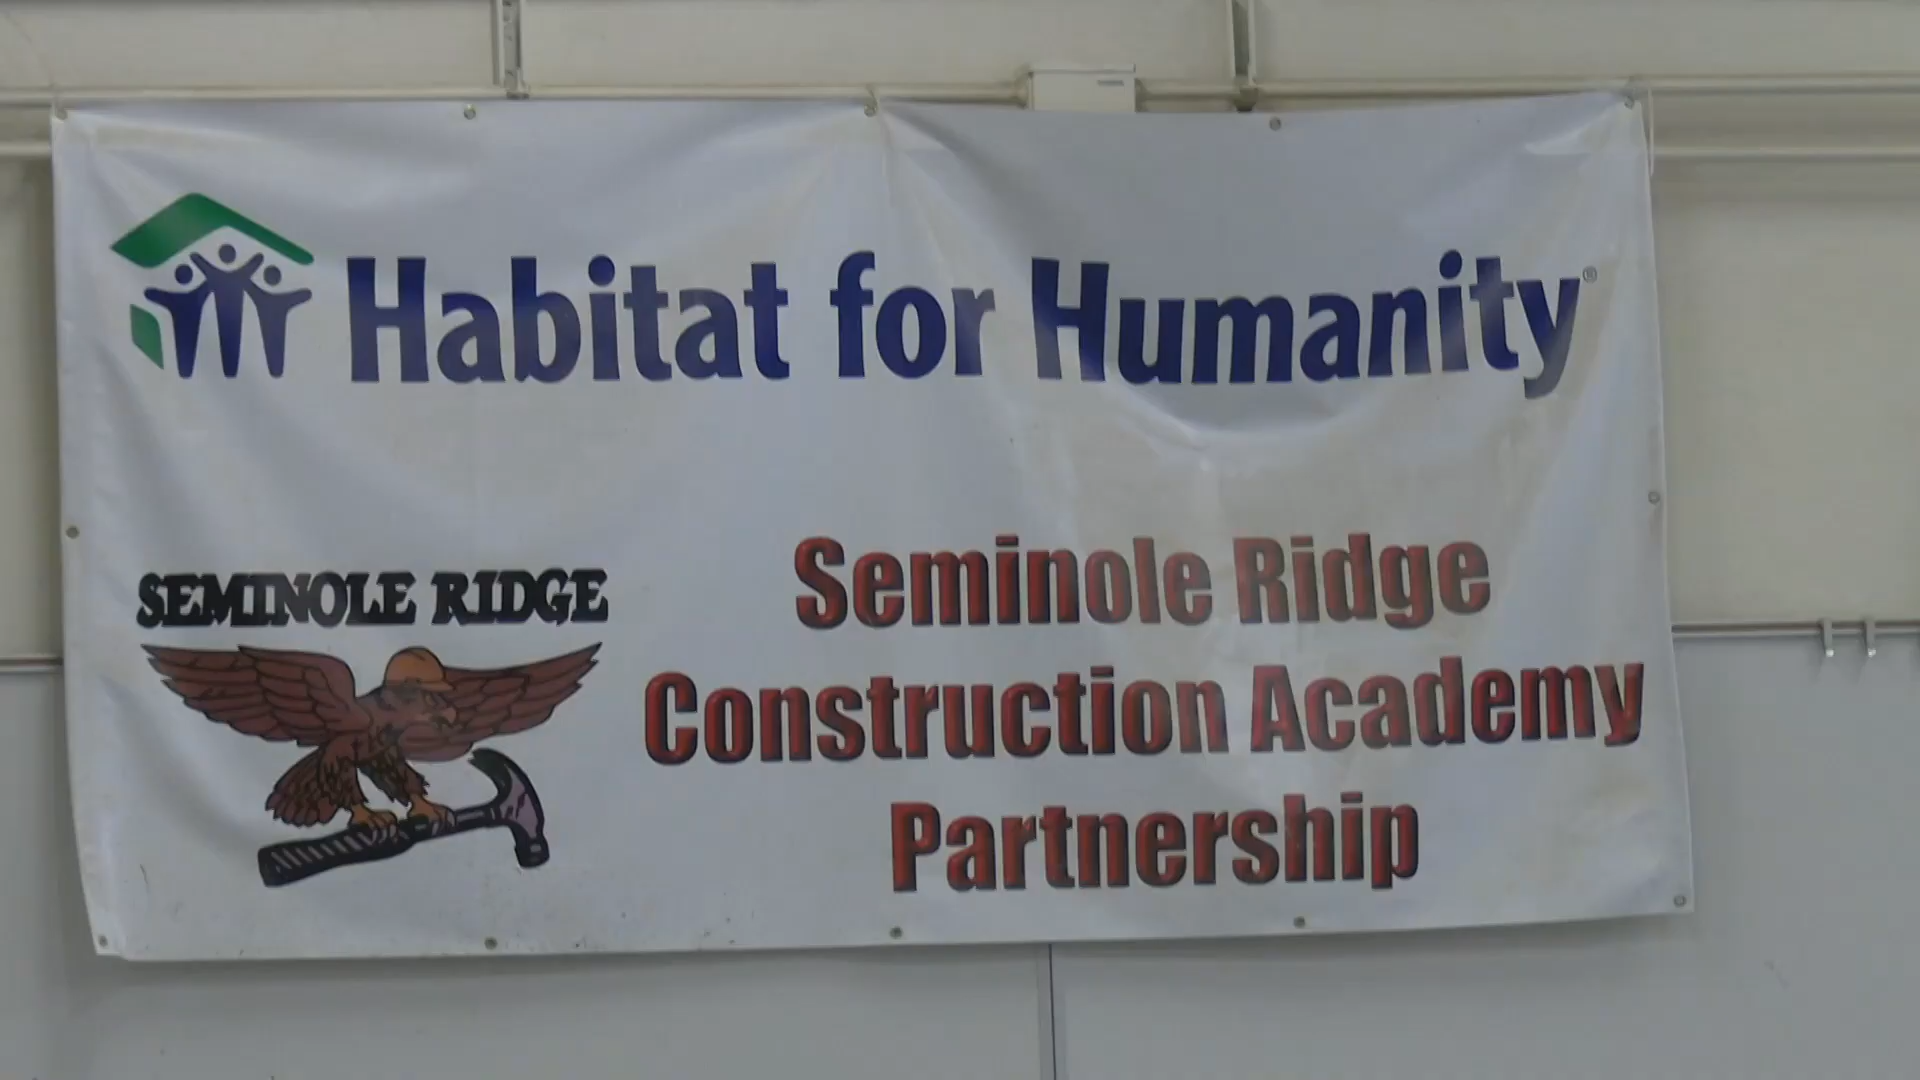 Habitat for Humanity®
SEMINOLE RIDGE
Seminole Ridge
Construction Academy
Partnership